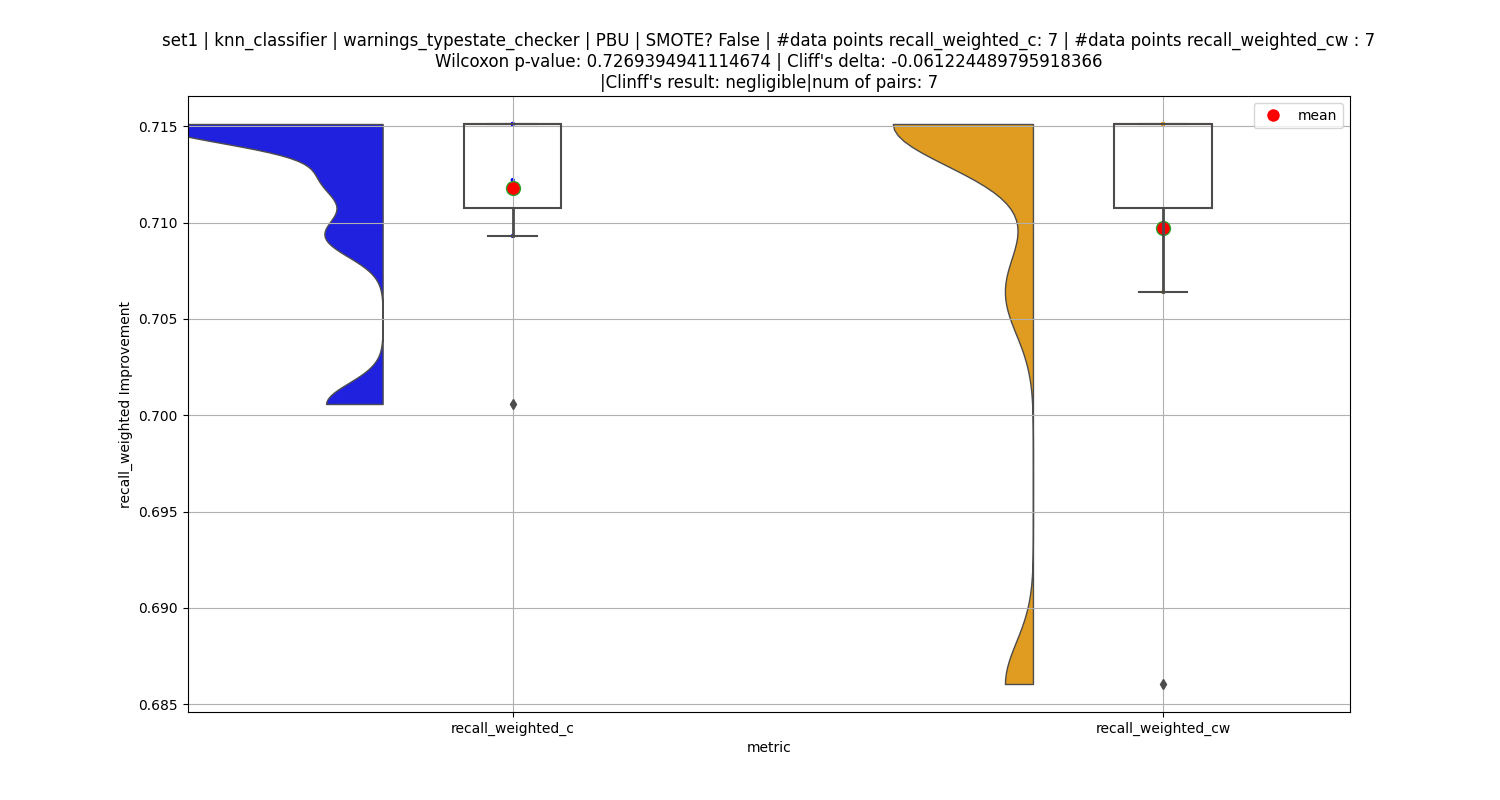 set1 | knn_classifier | warnings_typestate_checker | PBU | SMOTE? False | #data points recall_weighted_c: 7 | #data points recall_weighted_cw : 7
Wilcoxon p-value: 0.7269394941114674 | Cliff's delta: -0.061224489795918366
|Clinff's result: negligible|num of pairs: 7
mean
0.715
0.710
0.705
0.700
0.695
0.690
0.685
recall_weighted Improvement
recall_weighted_c
recall_weighted_cw
metric